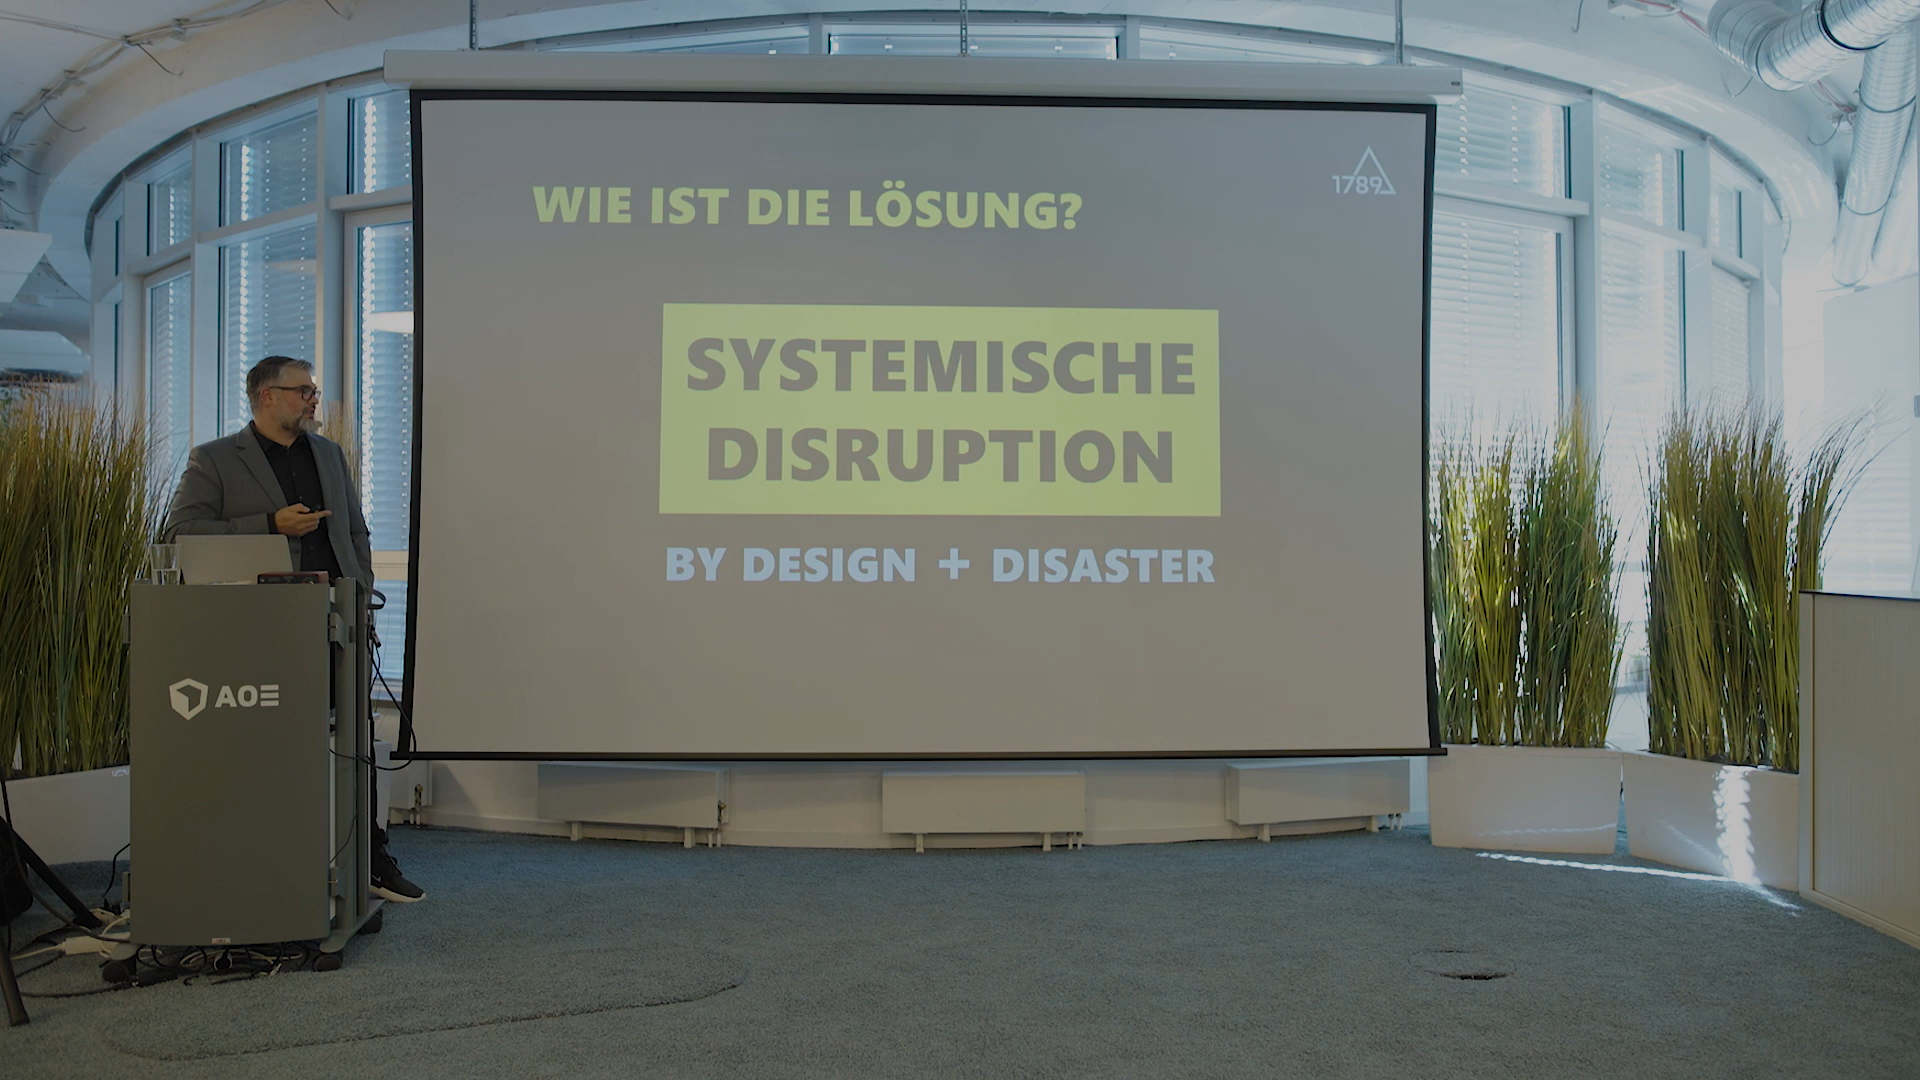 WIE IST DIE LÖSUNG?
1789
SYSTEMISCHE
DISRUPTION
BY DESIGN + DISASTER
AOE